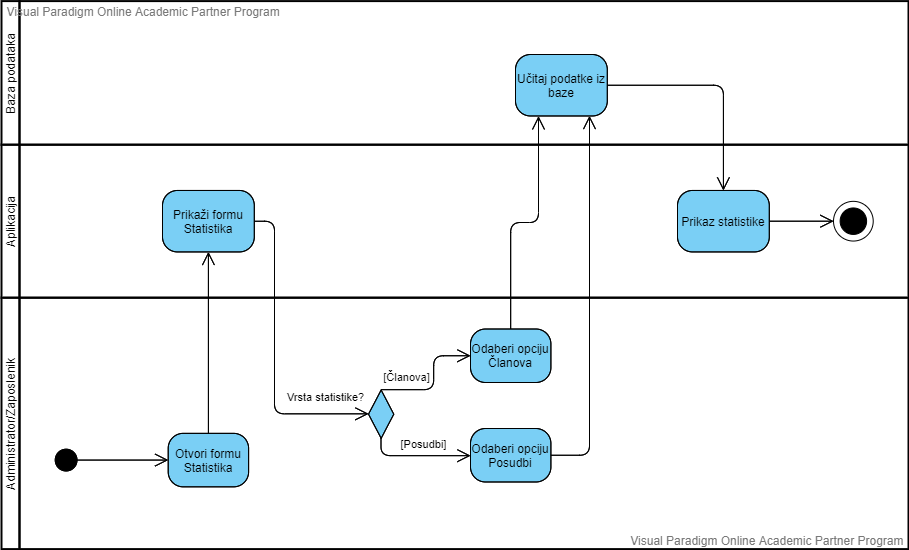 Visual Paradigm Online Academic Partner Program
Baza podataka
Učitaj podatke iz
baze
Aplikacija
Prikaži formu
Statistika
Prikaz statistike
Administrator/Zaposlenik
Otvori formu
Statistika
Vrsta statistike?
[Članova]
[Posudbi]
Odaberi opciju
Članova
Odaberi opciju
Posudbi
Visual Paradigm Online Academic Partner Program